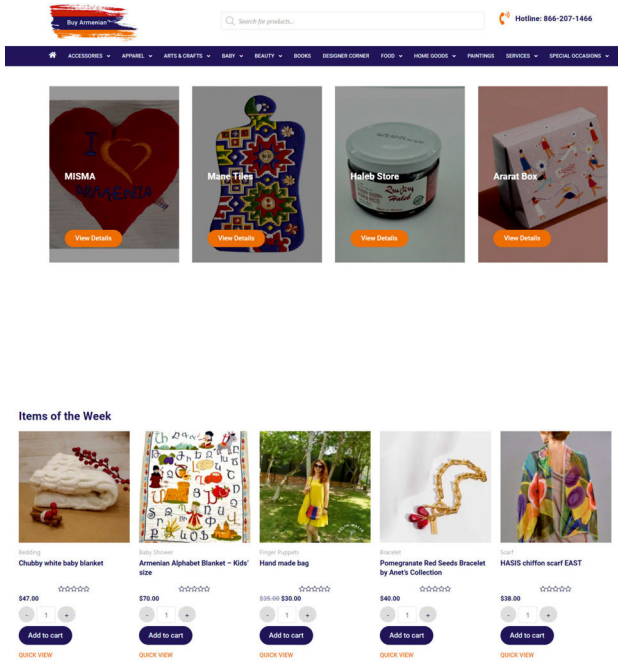 Buy Armenian
Search for products...
Hotline: 866-207-1466
ACCESSORIES APPAREL ARTS & CRAFTS BABY BEAUTY BOOKS DESIGNER CORNER FOOD HOME GOODS PAINTINGS SERVICES SPECIAL OCCASIONS
MISMA Mane Tiles Haleb Store Ararat Box
View Details View Details View Details View Details
Items of the Week
Bedding Baby Shower Finger Puppets Bracelet Scarf
Chubby white baby blanket Armenian Alphabet Blanket – Kids' Hand made bag Pomegranate Red Seeds Bracelet HASIS chiffon scarf EAST
size by Anet's Collection
$47.00 $70.00 $35.00 $30.00 $40.00 $38.00
- 1 + - 1 + - 1 + - 1 + - 1 +
Add to cart Add to cart Add to cart Add to cart Add to cart
QUICK VIEW QUICK VIEW QUICK VIEW QUICK VIEW QUICK VIEW